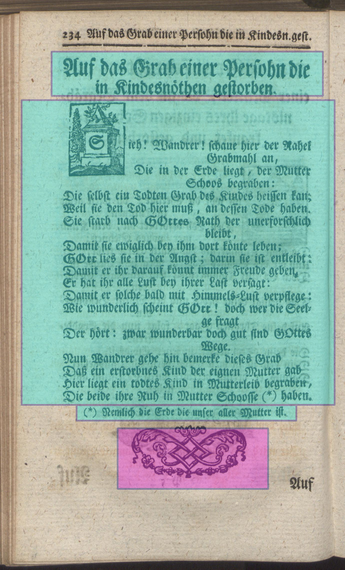 234 Auf das Grab einer Persohn die in Kindesn. gest.
Auf das Grab einer Persohn die
in Kindesnöthen gestorben
Sieh! Wandrer! schaue hier der Rahel
Grabmahl an,
Die in der Erde liegt, der Mutter
Schoos begraben:
Die selbst ein Todten Grab des Kindes heissen kan;
Weil sie den Tod hier muß, an dessen Tode haben.
Sie starb nach GOttes Rath der unerforschlich
bleibt,
Damit sie ewiglich bey ihm dort könte leben;
GOtt lies sie in der Angst; darin sie ist entleibt:
Damit er ihr darauf könnt immer Freude geben,
Er hat ihr alle Lust bey ihrer Last versagt:
Damit er solche bald mit Himmels-Lust verpflege:
Wie wunderlich scheint GOtt! doch wer die Seel-
ge fragt
Der hört: zwar wunderbar doch gut sind GOttes
Wege.
Nun Wandrer gehe hin bemerke dieses Grab
Das ein erstorbnes Kind der eignen Mutter gab
Hier liegt ein todtes Kind in Mutterleib begraben,
Die beide ihre Ruh in Mutter Schoosse (*) haben.
(*) Nemlich die Erde die unser aller Mutter ist.
Auf